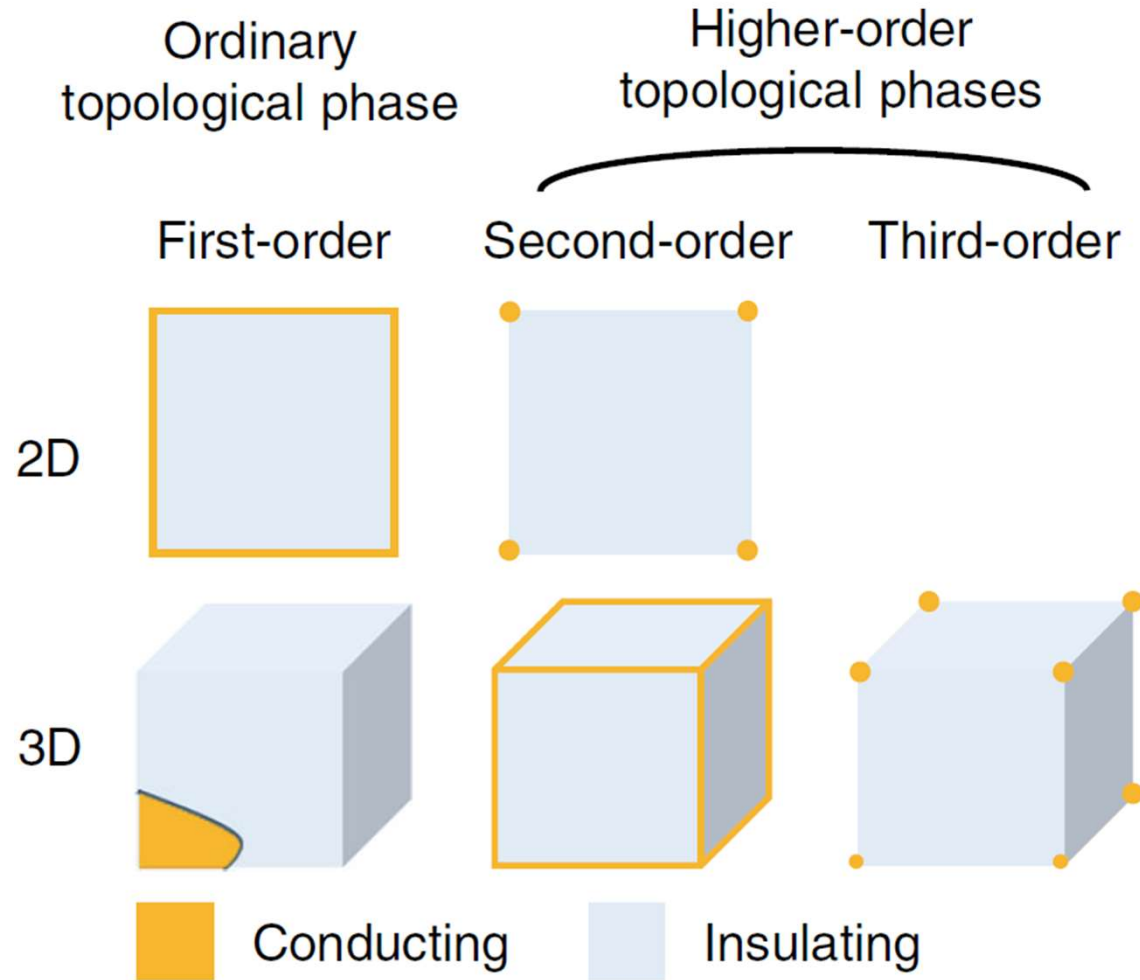 Ordinary
topological phase
Higher-order
topological phases
First-order
Second-order
Third-order
2D
3D
Conducting
Insulating